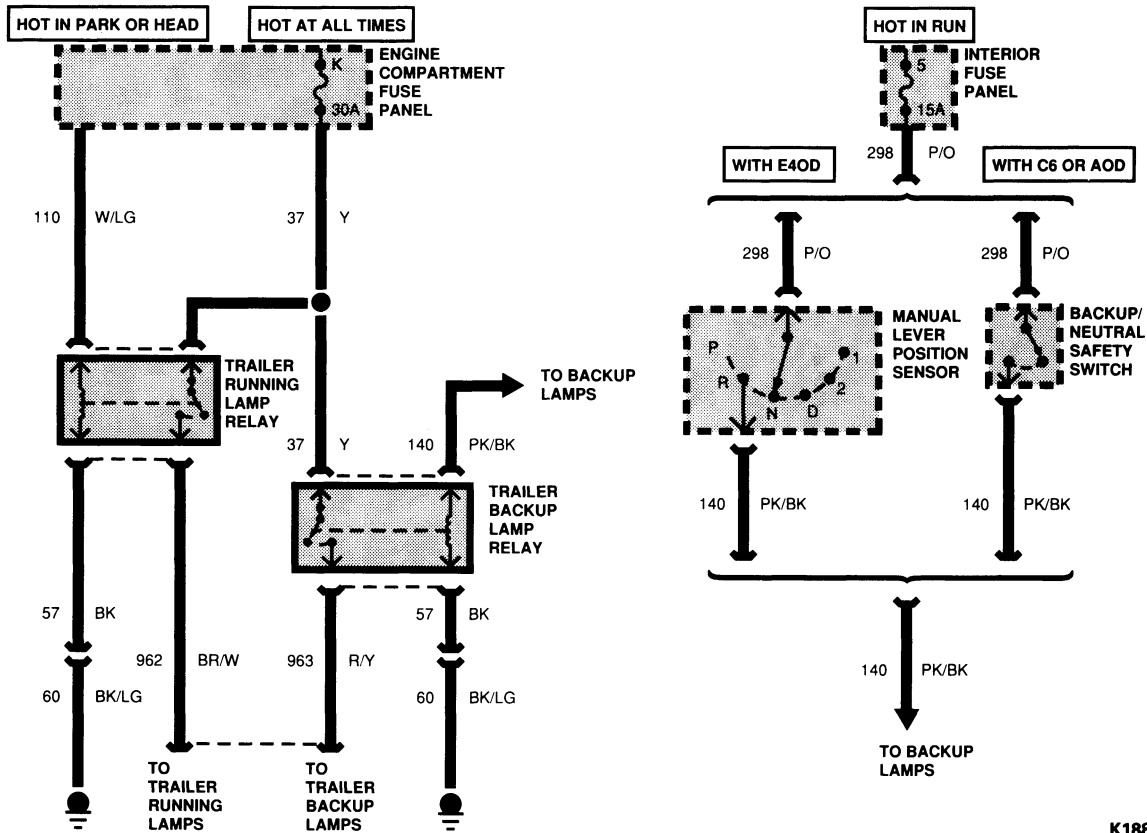 HOT IN PARK OR HEAD
HOT AT ALL TIMES
HOT IN RUN
K
30A
ENGINE
COMPARTMENT
FUSE
PANEL
5
15A
INTERIOR
FUSE
PANEL
298 P/O
WITH E4OD
WITH C6 OR AOD
110 W/LG
37 Y
298 P/O
298 P/O
TRAILER
RUNNING
LAMP
RELAY
TO BACKUP
LAMPS
P
R
N
D
2
1
MANUAL
LEVER
POSITION
SENSOR
BACKUP/
NEUTRAL
SAFETY
SWITCH
37 Y
140 PK/BK
TRAILER
BACKUP
LAMP
RELAY
140 PK/BK
140 PK/BK
57 BK
962 BR/W
963 R/Y
57 BK
60 BK/LG
60 BK/LG
140 PK/BK
TO
TRAILER
RUNNING
LAMPS
TO
TRAILER
BACKUP
LAMPS
TO BACKUP
LAMPS